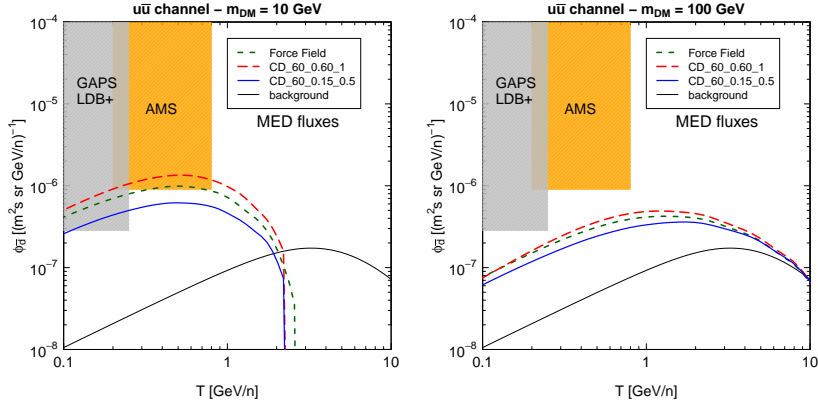 uū channel – m_DM = 10 GeV
10⁻⁴
10⁻⁵
10⁻⁶
10⁻⁷
10⁻⁸
ϕ_d̄ [(m²s sr GeV/n)⁻¹]
GAPS
LDB+
AMS
Force Field
CD_60_0.60_1
CD_60_0.15_0.5
background
MED fluxes
0.1
1
10
T [GeV/n]
uū channel – m_DM = 100 GeV
10⁻⁴
10⁻⁵
10⁻⁶
10⁻⁷
10⁻⁸
ϕ_d̄ [(m²s sr GeV/n)⁻¹]
GAPS
LDB+
AMS
Force Field
CD_60_0.60_1
CD_60_0.15_0.5
background
MED fluxes
0.1
1
10
T [GeV/n]